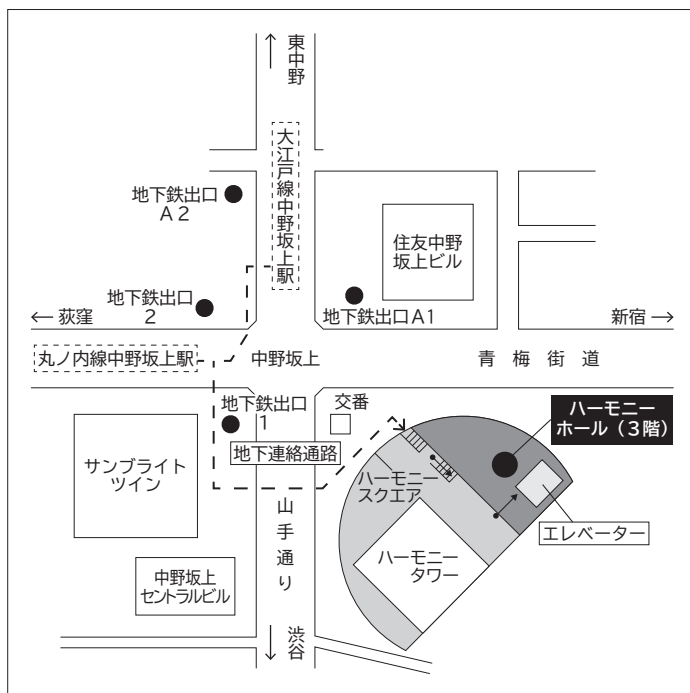 東中野
大江戸線中野坂上駅
地下鉄出口
A2
住友中野
坂上ビル
地下鉄出口
2
地下鉄出口A1
←荻窪
新宿→
丸ノ内線中野坂上駅
中野坂上
青梅街道
地下鉄出口
1
交番
ハーモニー
ホール(3階)
地下連絡通路
サンブライト
ツイン
ハーモニー
スクエア
エレベーター
山手通り
ハーモニー
タワー
中野坂上
セントラルビル
渋谷